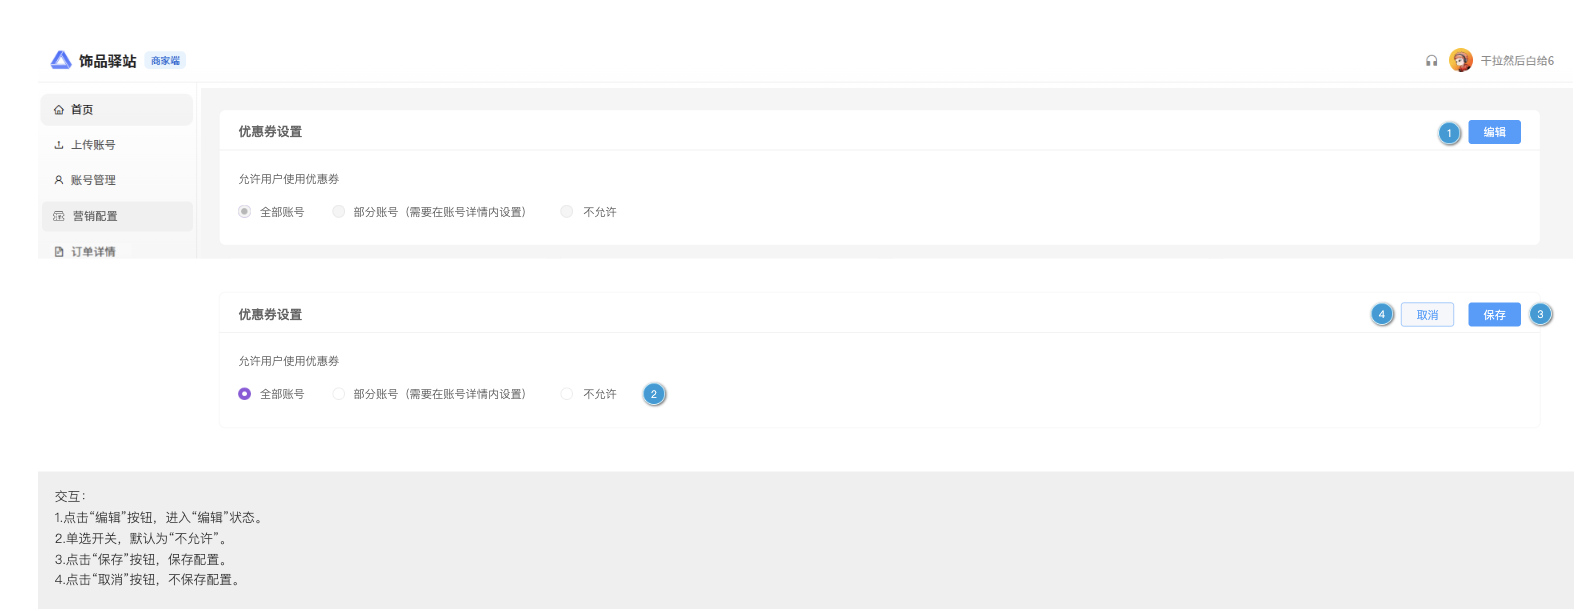 饰品驿站 商家端
干拉然后白给6
首页
上传账号
账号管理
营销配置
订单详情
优惠券设置
1 编辑
允许用户使用优惠券
全部账号 部分账号（需要在账号详情内设置） 不允许
优惠券设置
4 取消 保存 3
允许用户使用优惠券
全部账号 部分账号（需要在账号详情内设置） 不允许 2
交互：
1.点击“编辑”按钮，进入“编辑”状态。
2.单选开关，默认为“不允许”。
3.点击“保存”按钮，保存配置。
4.点击“取消”按钮，不保存配置。